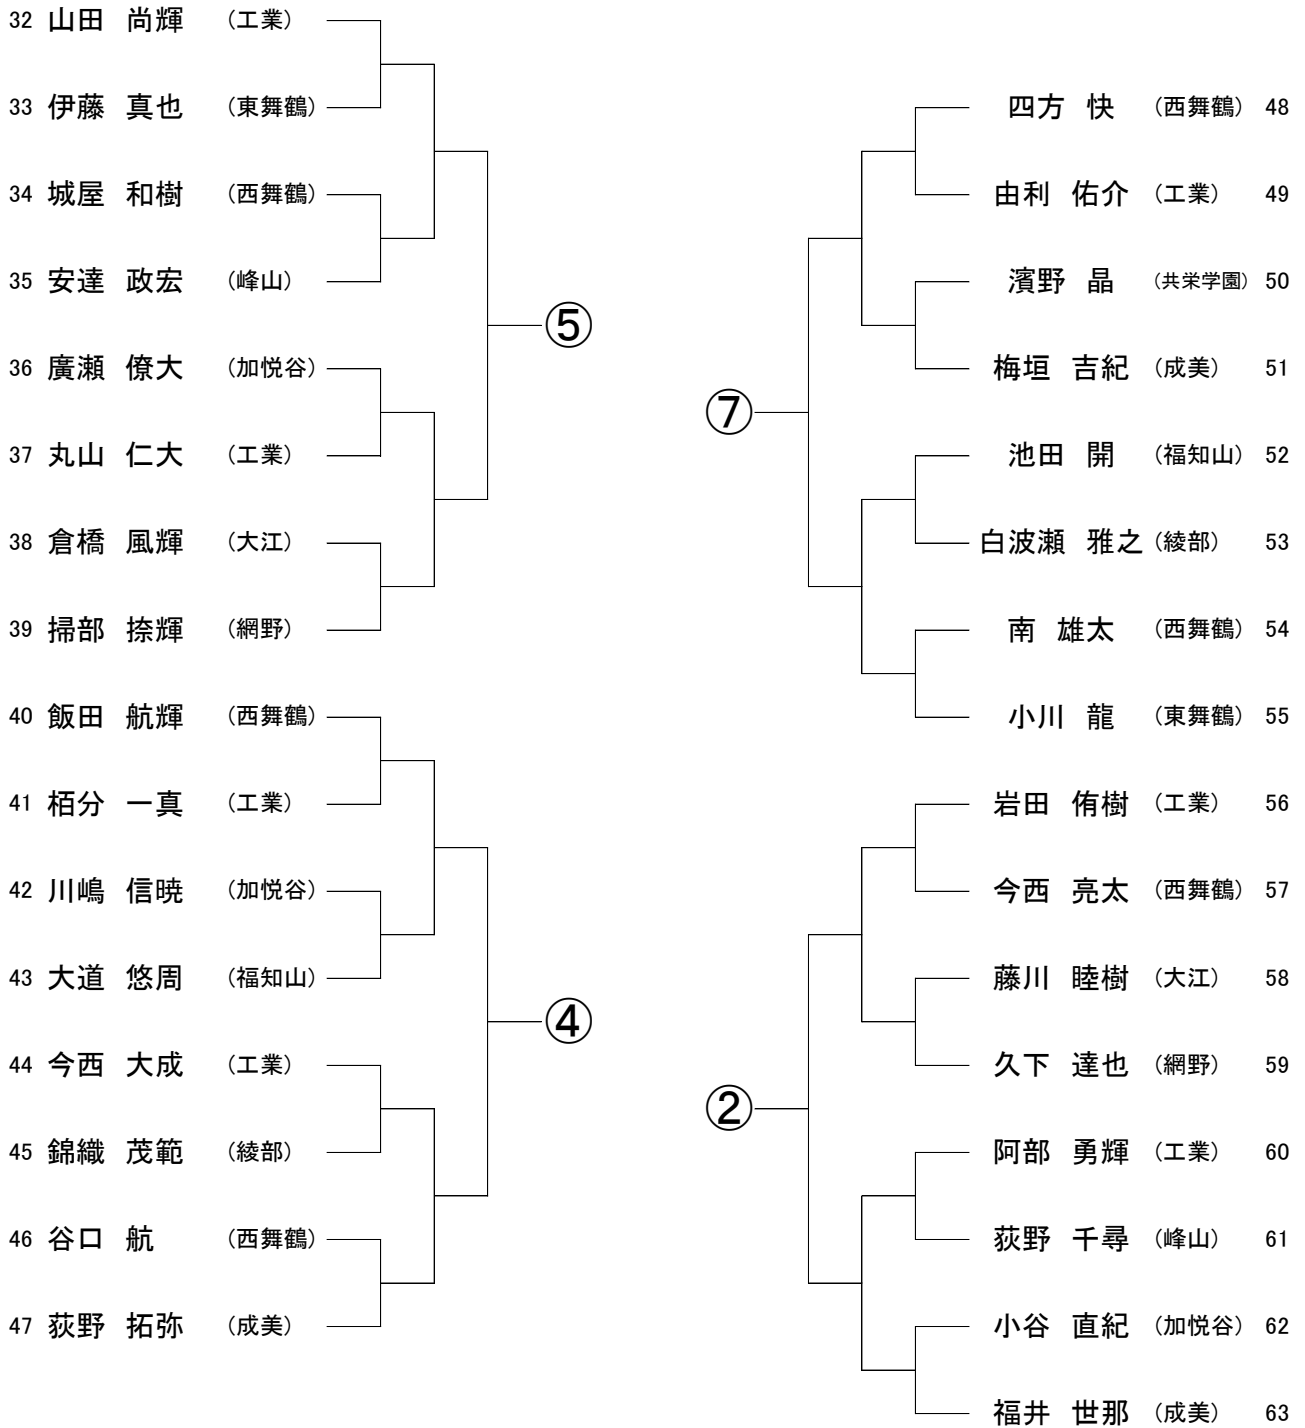 32 山田 尚輝 （工業）
33 伊藤 真也 （東舞鶴）
34 城屋 和樹 （西舞鶴）
35 安達 政宏 （峰山）
⑤
36 廣瀬 僚大 （加悦谷）
37 丸山 仁大 （工業）
38 倉橋 風輝 （大江）
39 掃部 捺輝 （網野）
40 飯田 航輝 （西舞鶴）
41 栢分 一真 （工業）
42 川嶋 信暁 （加悦谷）
43 大道 悠周 （福知山）
④
44 今西 大成 （工業）
45 錦織 茂範 （綾部）
46 谷口 航 （西舞鶴）
47 荻野 拓弥 （成美）
四方 快 （西舞鶴） 48
由利 佑介 （工業） 49
濱野 晶 （共栄学園） 50
梅垣 吉紀 （成美） 51
⑦
池田 開 （福知山） 52
白波瀬 雅之 （綾部） 53
南 雄太 （西舞鶴） 54
小川 龍 （東舞鶴） 55
岩田 侑樹 （工業） 56
今西 亮太 （西舞鶴） 57
藤川 睦樹 （大江） 58
久下 達也 （網野） 59
②
阿部 勇輝 （工業） 60
荻野 千尋 （峰山） 61
小谷 直紀 （加悦谷） 62
福井 世那 （成美） 63